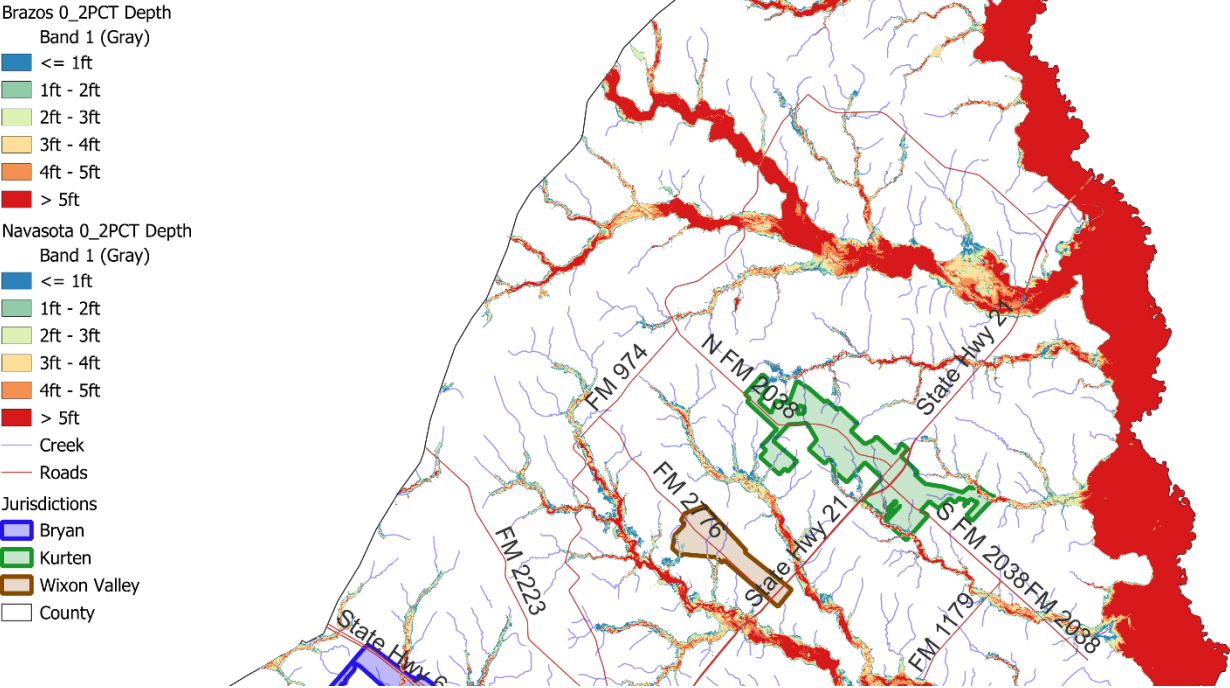 Brazos 0_2PCT Depth
Band 1 (Gray)
<= 1ft
1ft - 2ft
2ft - 3ft
3ft - 4ft
4ft - 5ft
> 5ft
Navasota 0_2PCT Depth
Band 1 (Gray)
<= 1ft
1ft - 2ft
2ft - 3ft
3ft - 4ft
4ft - 5ft
> 5ft
Creek
Roads
Jurisdictions
Bryan
Kurten
Wixon Valley
County
N FM 2038
FM 974
State Hwy 21
FM 2776
State Hwy 21
S FM 2038
FM 2038
FM 2223
FM 1179
State Hwy 6